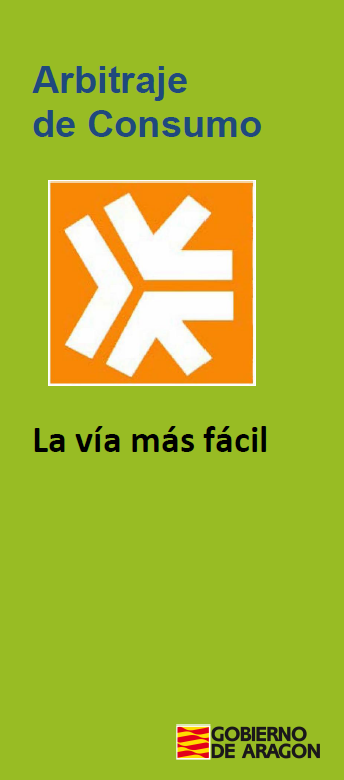 Arbitraje
de Consumo
La vía más fácil
GOBIERNO
DE ARAGON